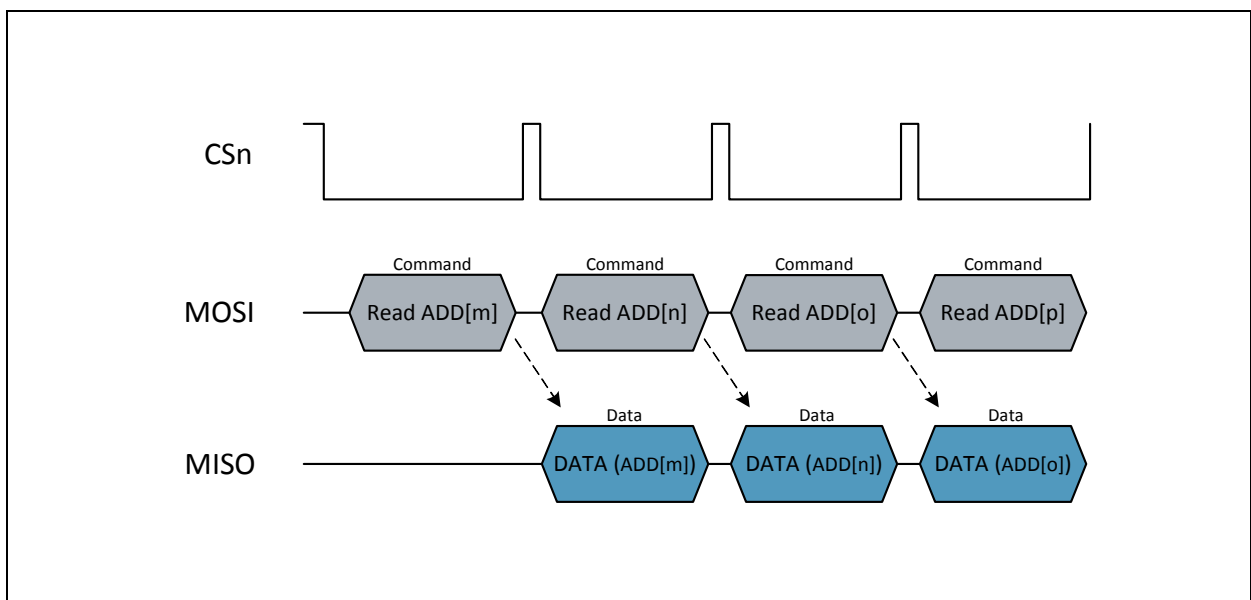 CSn
Command
Command
Command
Command
MOSI
Read ADD[m]
Read ADD[n]
Read ADD[o]
Read ADD[p]
Data
Data
Data
MISO
DATA (ADD[m])
DATA (ADD[n])
DATA (ADD[o])